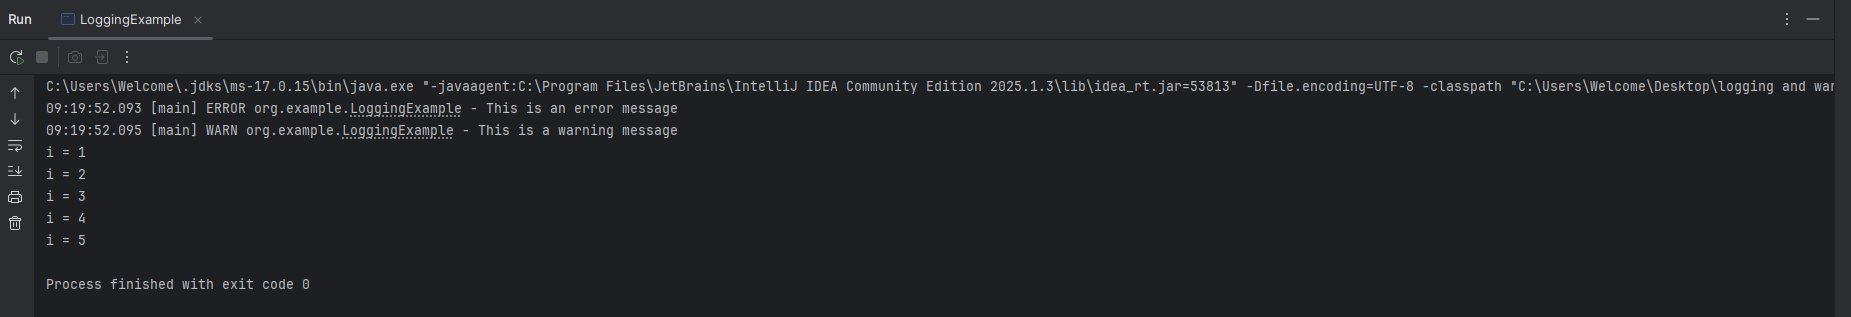 Run LoggingExample
C:\Users\Welcome\.jdks\ms-17.0.15\bin\java.exe "-javaagent:C:\Program Files\JetBrains\IntelliJ IDEA Community Edition 2025.1.3\lib\idea_rt.jar=53813" -Dfile.encoding=UTF-8 -classpath "C:\Users\Welcome\Desktop\logging and
09:19:52.093 [main] ERROR org.example.LoggingExample - This is an error message
09:19:52.095 [main] WARN org.example.LoggingExample - This is a warning message
i = 1
i = 2
i = 3
i = 4
i = 5
Process finished with exit code 0